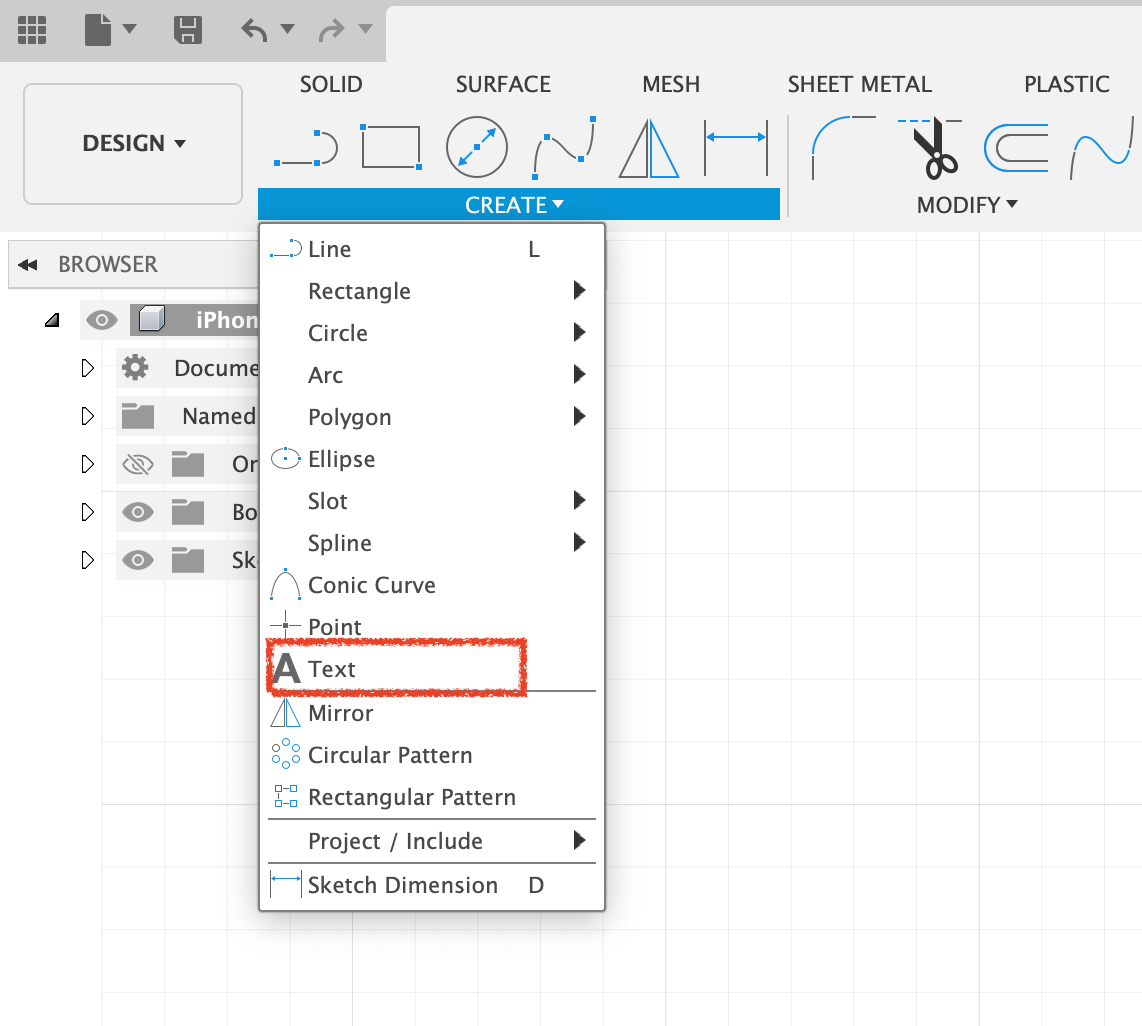 SOLID SURFACE MESH SHEET METAL PLASTIC
DESIGN
CREATE MODIFY
BROWSER
iPhon
Docume
Named
Or
Bo
Sk
Line L
Rectangle
Circle
Arc
Polygon
Ellipse
Slot
Spline
Conic Curve
Point
A Text
Mirror
Circular Pattern
Rectangular Pattern
Project / Include
Sketch Dimension D